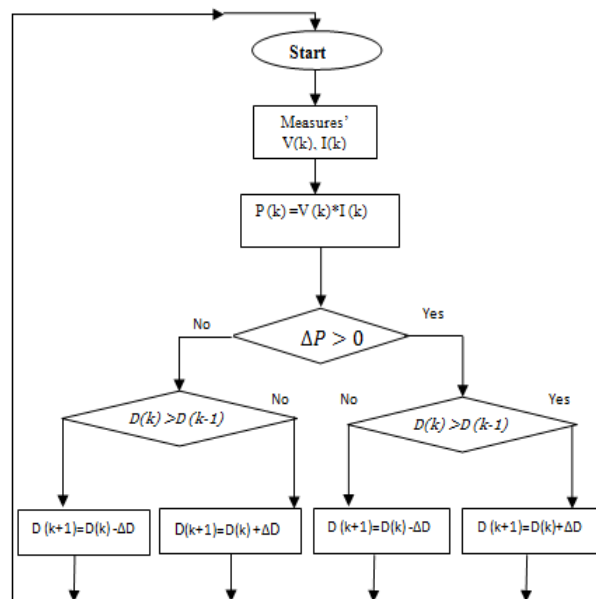 Start
Measures'
V(k), I(k)
P(k)=V(k)*I(k)
No
Yes
ΔP > 0
No
No
Yes
D(k) >D(k-1)
D(k) >D(k-1)
D(k+1)=D(k)-ΔD
D(k+1)=D(k)+ΔD
D(k+1)=D(k)-ΔD
D(k+1)=D(k)+ΔD